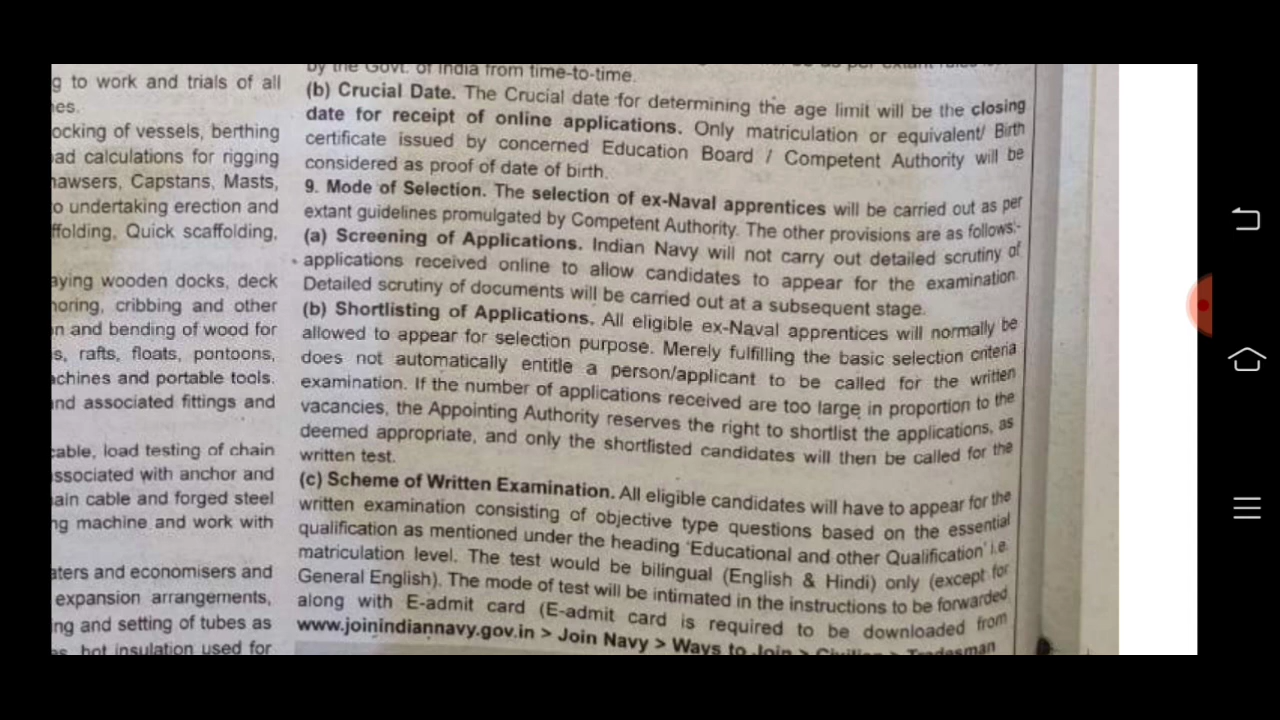 g to work and trials of all
es.
ocking of vessels, berthing
ad calculations for rigging
hawsers, Capstans, Masts,
o undertaking erection and
ffolding, Quick scaffolding,
aying wooden docks, deck
horing, cribbing and other
n and bending of wood for
s, rafts, floats, pontoons,
achines and portable tools.
and associated fittings and
cable, load testing of chain
associated with anchor and
ain cable and forged steel
ng machine and work with
aters and economisers and
expansion arrangements,
ing and setting of tubes as
hot insulation used for
by the Govt. of India from time-to-time.
(b) Crucial Date. The Crucial date for determining the age limit will be the closing
date for receipt of online applications. Only matriculation or equivalent/ Birth
certificate issued by concerned Education Board / Competent Authority will be
considered as proof of date of birth.
9. Mode of Selection. The selection of ex-Naval apprentices will be carried out as per
extant guidelines promulgated by Competent Authority. The other provisions are as follows:-
(a) Screening of Applications. Indian Navy will not carry out detailed scrutiny of
applications received online to allow candidates to appear for the examination.
Detailed scrutiny of documents will be carried out at a subsequent stage.
(b) Shortlisting of Applications. All eligible ex-Naval apprentices will normally be
allowed to appear for selection purpose. Merely fulfilling the basic selection criteria
does not automatically entitle a person/applicant to be called for the written
examination. If the number of applications received are too large in proportion to the
vacancies, the Appointing Authority reserves the right to shortlist the applications, as
deemed appropriate, and only the shortlisted candidates will then be called for the
written test.
(c) Scheme of Written Examination. All eligible candidates will have to appear for the
written examination consisting of objective type questions based on the essential
qualification as mentioned under the heading 'Educational and other Qualification' i.e
matriculation level. The test would be bilingual (English & Hindi) only (except for
General English). The mode of test will be intimated in the instructions to be forwarded
along with E-admit card (E-admit card is required to be downloaded from
www.joinindiannavy.gov.in > Join Navy > Ways to Join > Civilian > Tradesman